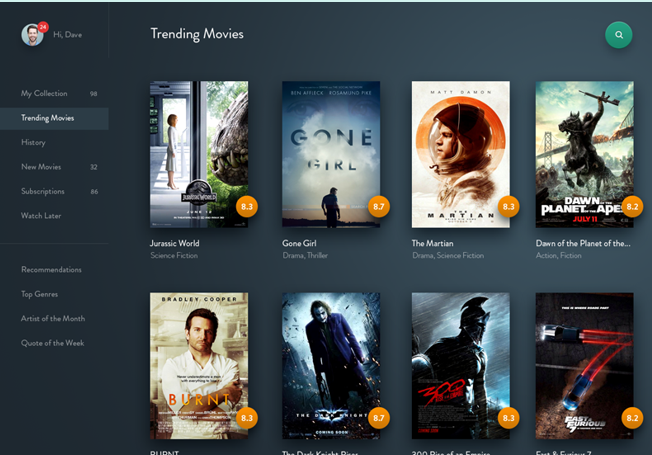 24
Hi, Dave
Trending Movies
My Collection 98
Trending Movies
History
New Movies 32
Subscriptions 86
Watch Later
Recommendations
Top Genres
Artist of the Month
Quote of the Week
JURASSIC WORLD
JUNE 12
8.3
Jurassic World
Science Fiction
BEN AFFLECK ROSAMUND PIKE
GONE
GIRL
8.7
Gone Girl
Drama, Thriller
MATT DAMON
THE
MARTIAN
8.3
The Martian
Drama, Science Fiction
DAWN
OF THE
PLANET OF THE APES
JULY 11
8.2
Dawn of the Planet of the...
Action, Fiction
BRADLEY COOPER
BURNT
8.3
BURNT
THE DARK KNIGHT
COMING SOON
8.7
The Dark Knight Rises
300
8.3
300 Rise of an Empire
FAST &
FURIOUS 7
8.2
Fast & Furious 7